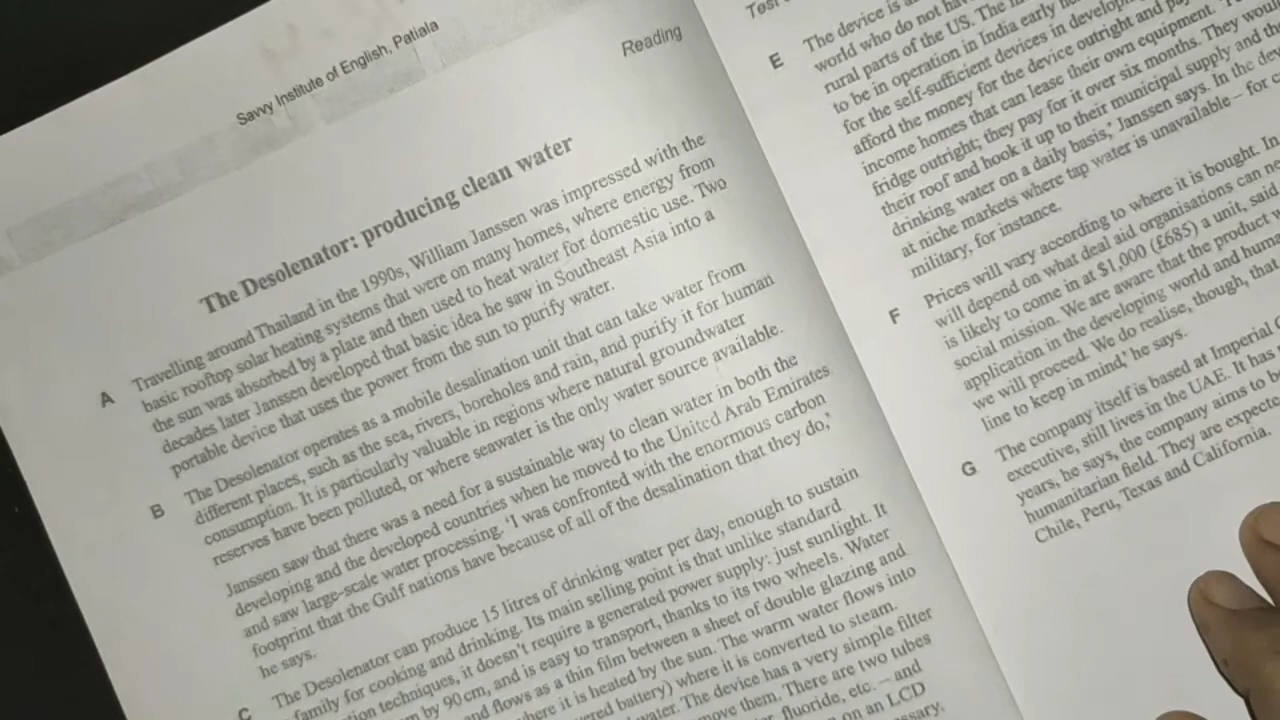 Savvy Institute of English, Patiala
Reading
The Desolenator: producing clean water
A Travelling around Thailand in the 1990s, William Janssen was impressed with the
basic rooftop solar heating systems that were on many homes, where energy from
the sun was absorbed by a plate and then used to heat water for domestic use. Two
decades later Janssen developed that basic idea he saw in Southeast Asia into a
portable device that uses the power from the sun to purify water.
B The Desolenator operates as a mobile desalination unit that can take water from
different places, such as the sea, rivers, boreholes and rain, and purify it for human
consumption. It is particularly valuable in regions where natural groundwater
reserves have been polluted, or where seawater is the only water source available.
Janssen saw that there was a need for a sustainable way to clean water in both the
developing and the developed countries when he moved to the United Arab Emirates
and saw large-scale water processing. ‘I was confronted with the enormous carbon
footprint that the Gulf nations have because of all of the desalination that they do,’
he says.
C The Desolenator can produce 15 litres of drinking water per day, enough to sustain
family for cooking and drinking. Its main selling point is that unlike standard
techniques, it doesn't require a generated power supply: just sunlight. It
by 90 cm, and is easy to transport, thanks to its two wheels. Water
and flows as a thin film between a sheet of double glazing and
where it is heated by the sun. The warm water flows into
battery) where it is converted to steam.
water. The device has a very simple filter
move them. There are two tubes
fluoride, etc. – and
on an LCD
E The device is
world who do not
rural parts of the US. The
to be in operation in India early
for the self-sufficient devices in
afford the money for the device outright and
income homes that can lease their own equipment.
fridge outright; they pay for it over six months. They would
their roof and hook it up to their municipal supply and
drinking water on a daily basis,’ Janssen says. In the
at niche markets where tap water is unavailable – for
military, for instance.
F Prices will vary according to where it is bought. In
will depend on what deal aid organisations can
is likely to come in at $1,000 (£685) a unit, said
social mission. We are aware that the product
application in the developing world and
we will proceed. We do realise, though, that
line to keep in mind,’ he says.
G The company itself is based at Imperial
executive, still lives in the UAE. It has
years, he says, the company aims to
humanitarian field. They are expected
Chile, Peru, Texas and California.